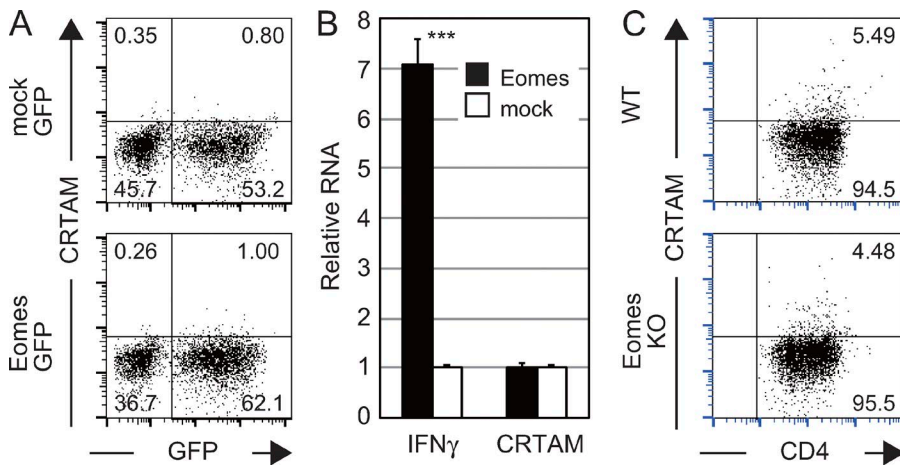 A
CRTAM
mock
GFP
0.35 0.80
45.7 53.2
Eomes
GFP
0.26 1.00
36.7 62.1
GFP
B
Relative RNA
8
7
6
5
4
3
2
1
0
***
Eomes
mock
IFNγ CRTAM
C
CRTAM
WT
5.49
94.5
Eomes
KO
4.48
95.5
CD4